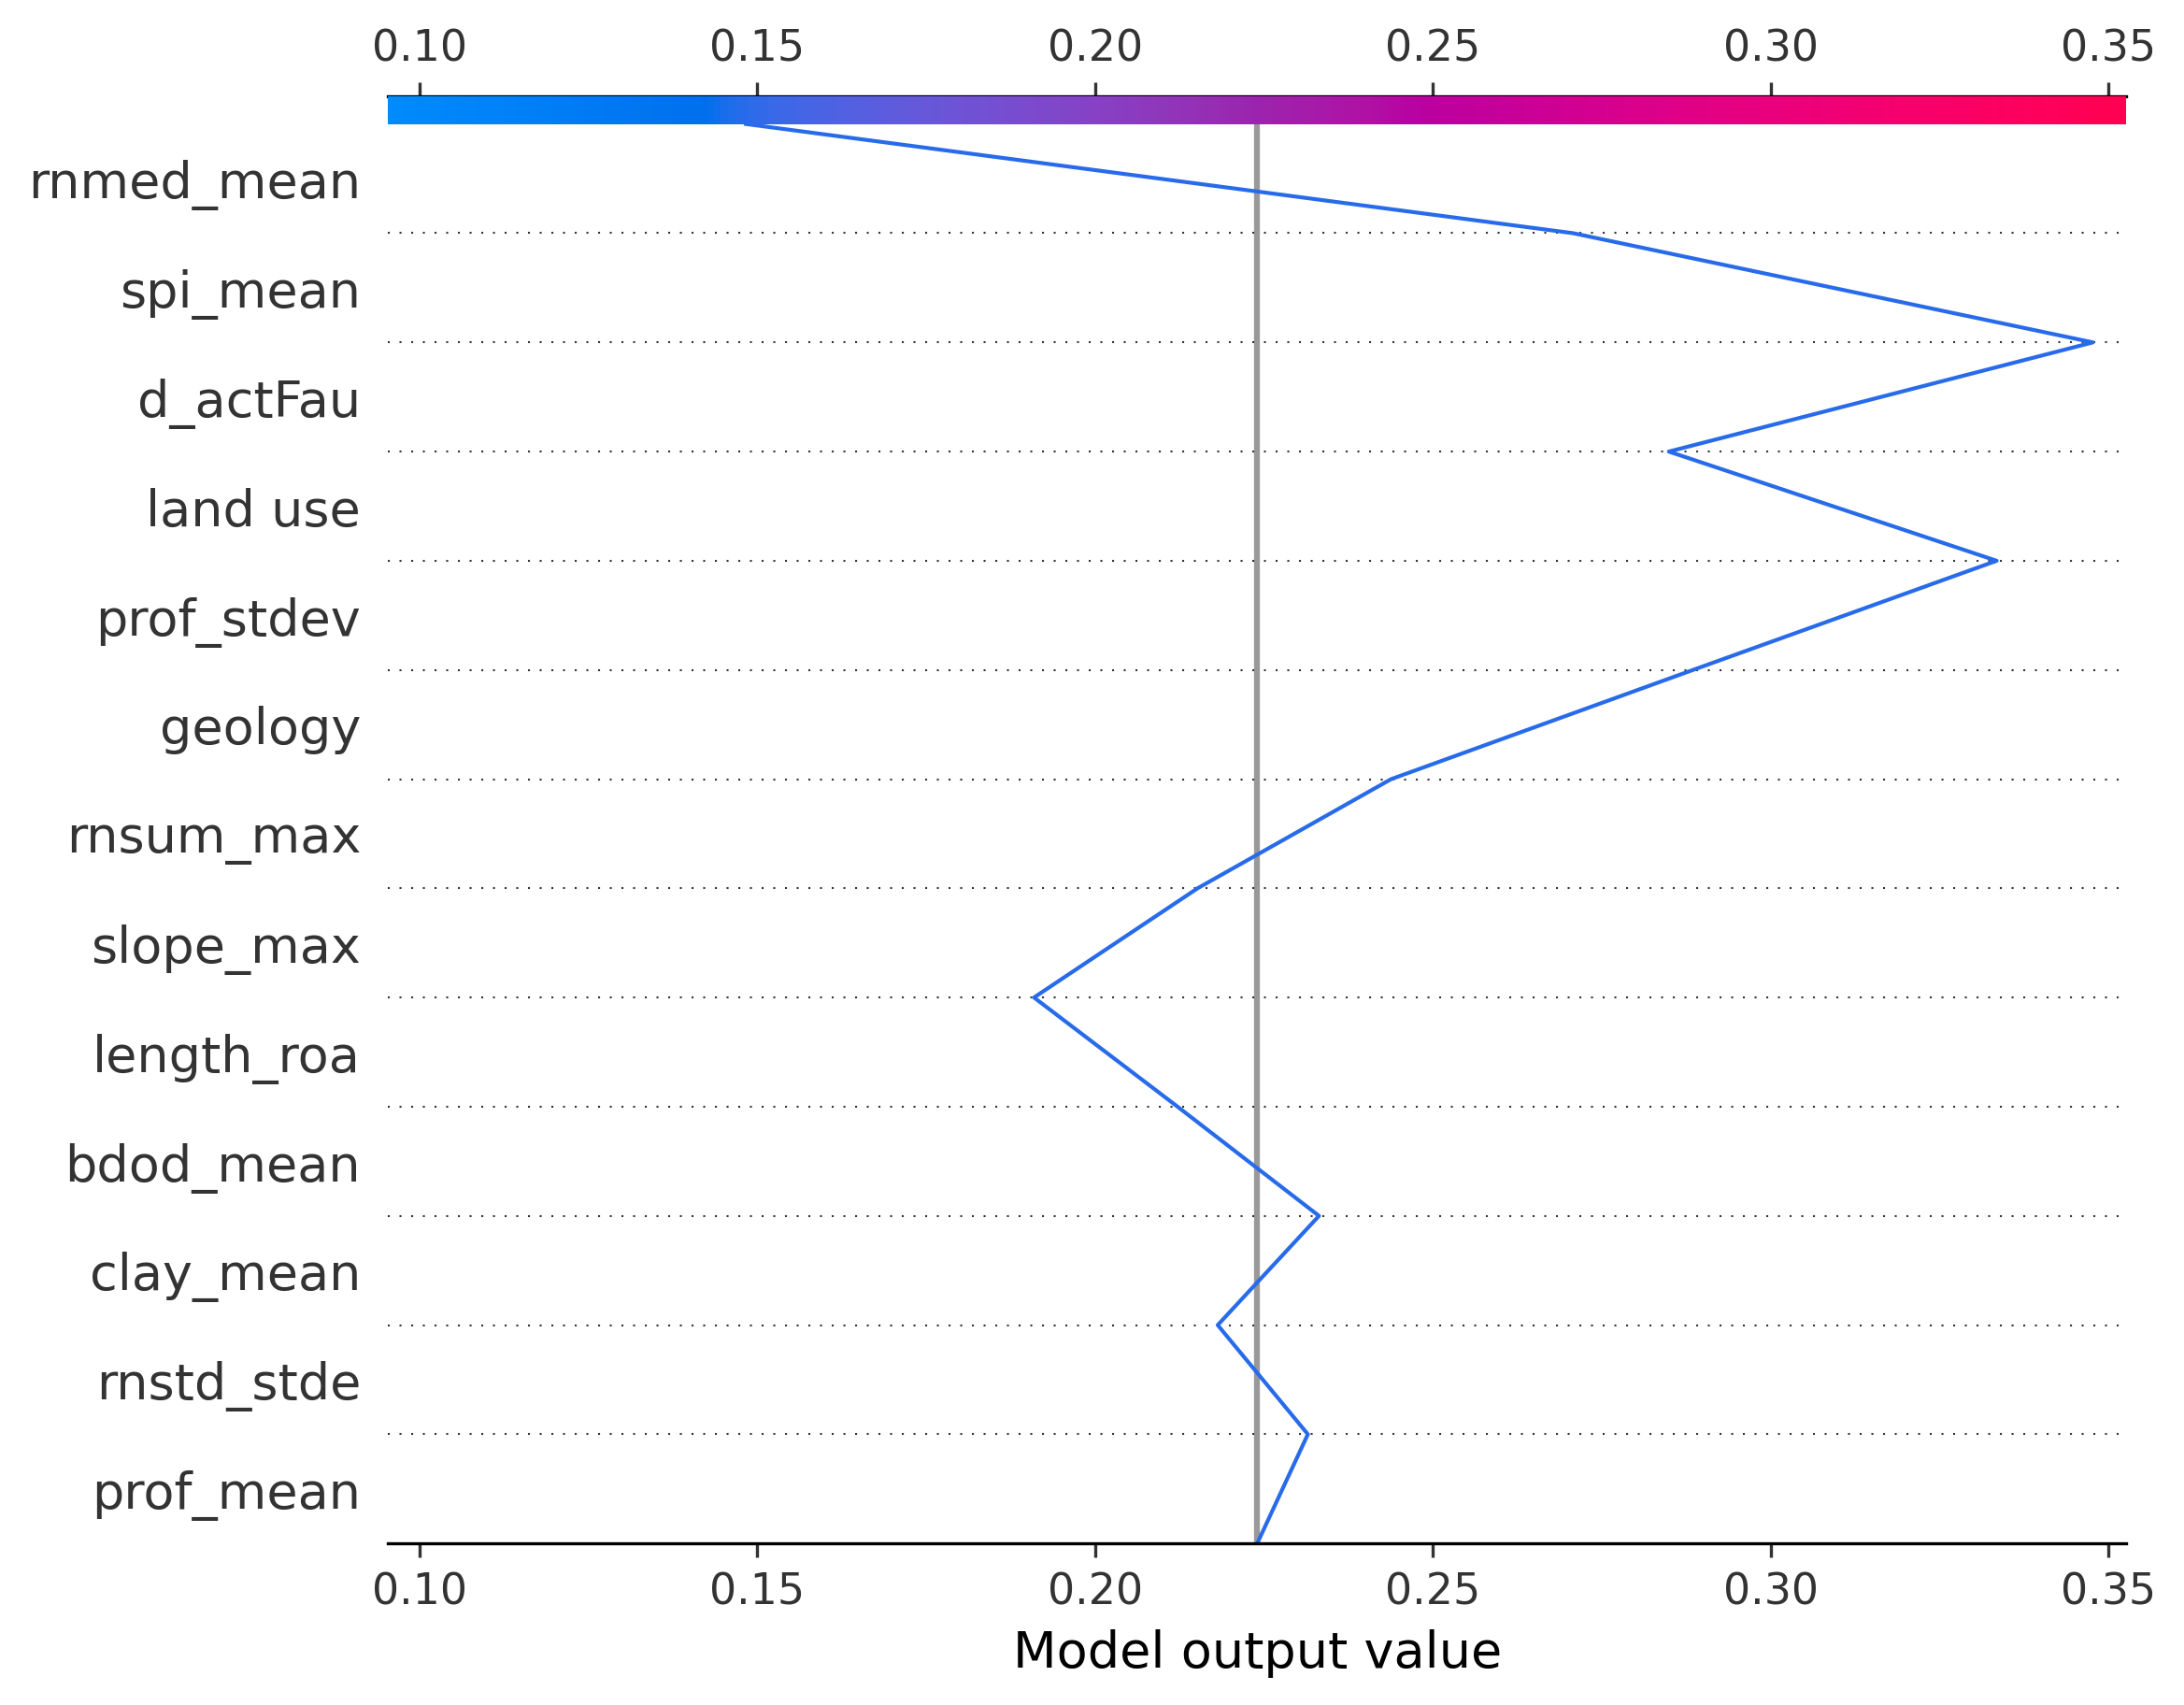 0.10 0.15 0.20 0.25 0.30 0.35
rnmed_mean
spi_mean
d_actFau
land use
prof_stdev
geology
rnsum_max
slope_max
length_roa
bdod_mean
clay_mean
rnstd_stde
prof_mean
0.10 0.15 0.20 0.25 0.30 0.35
Model output value